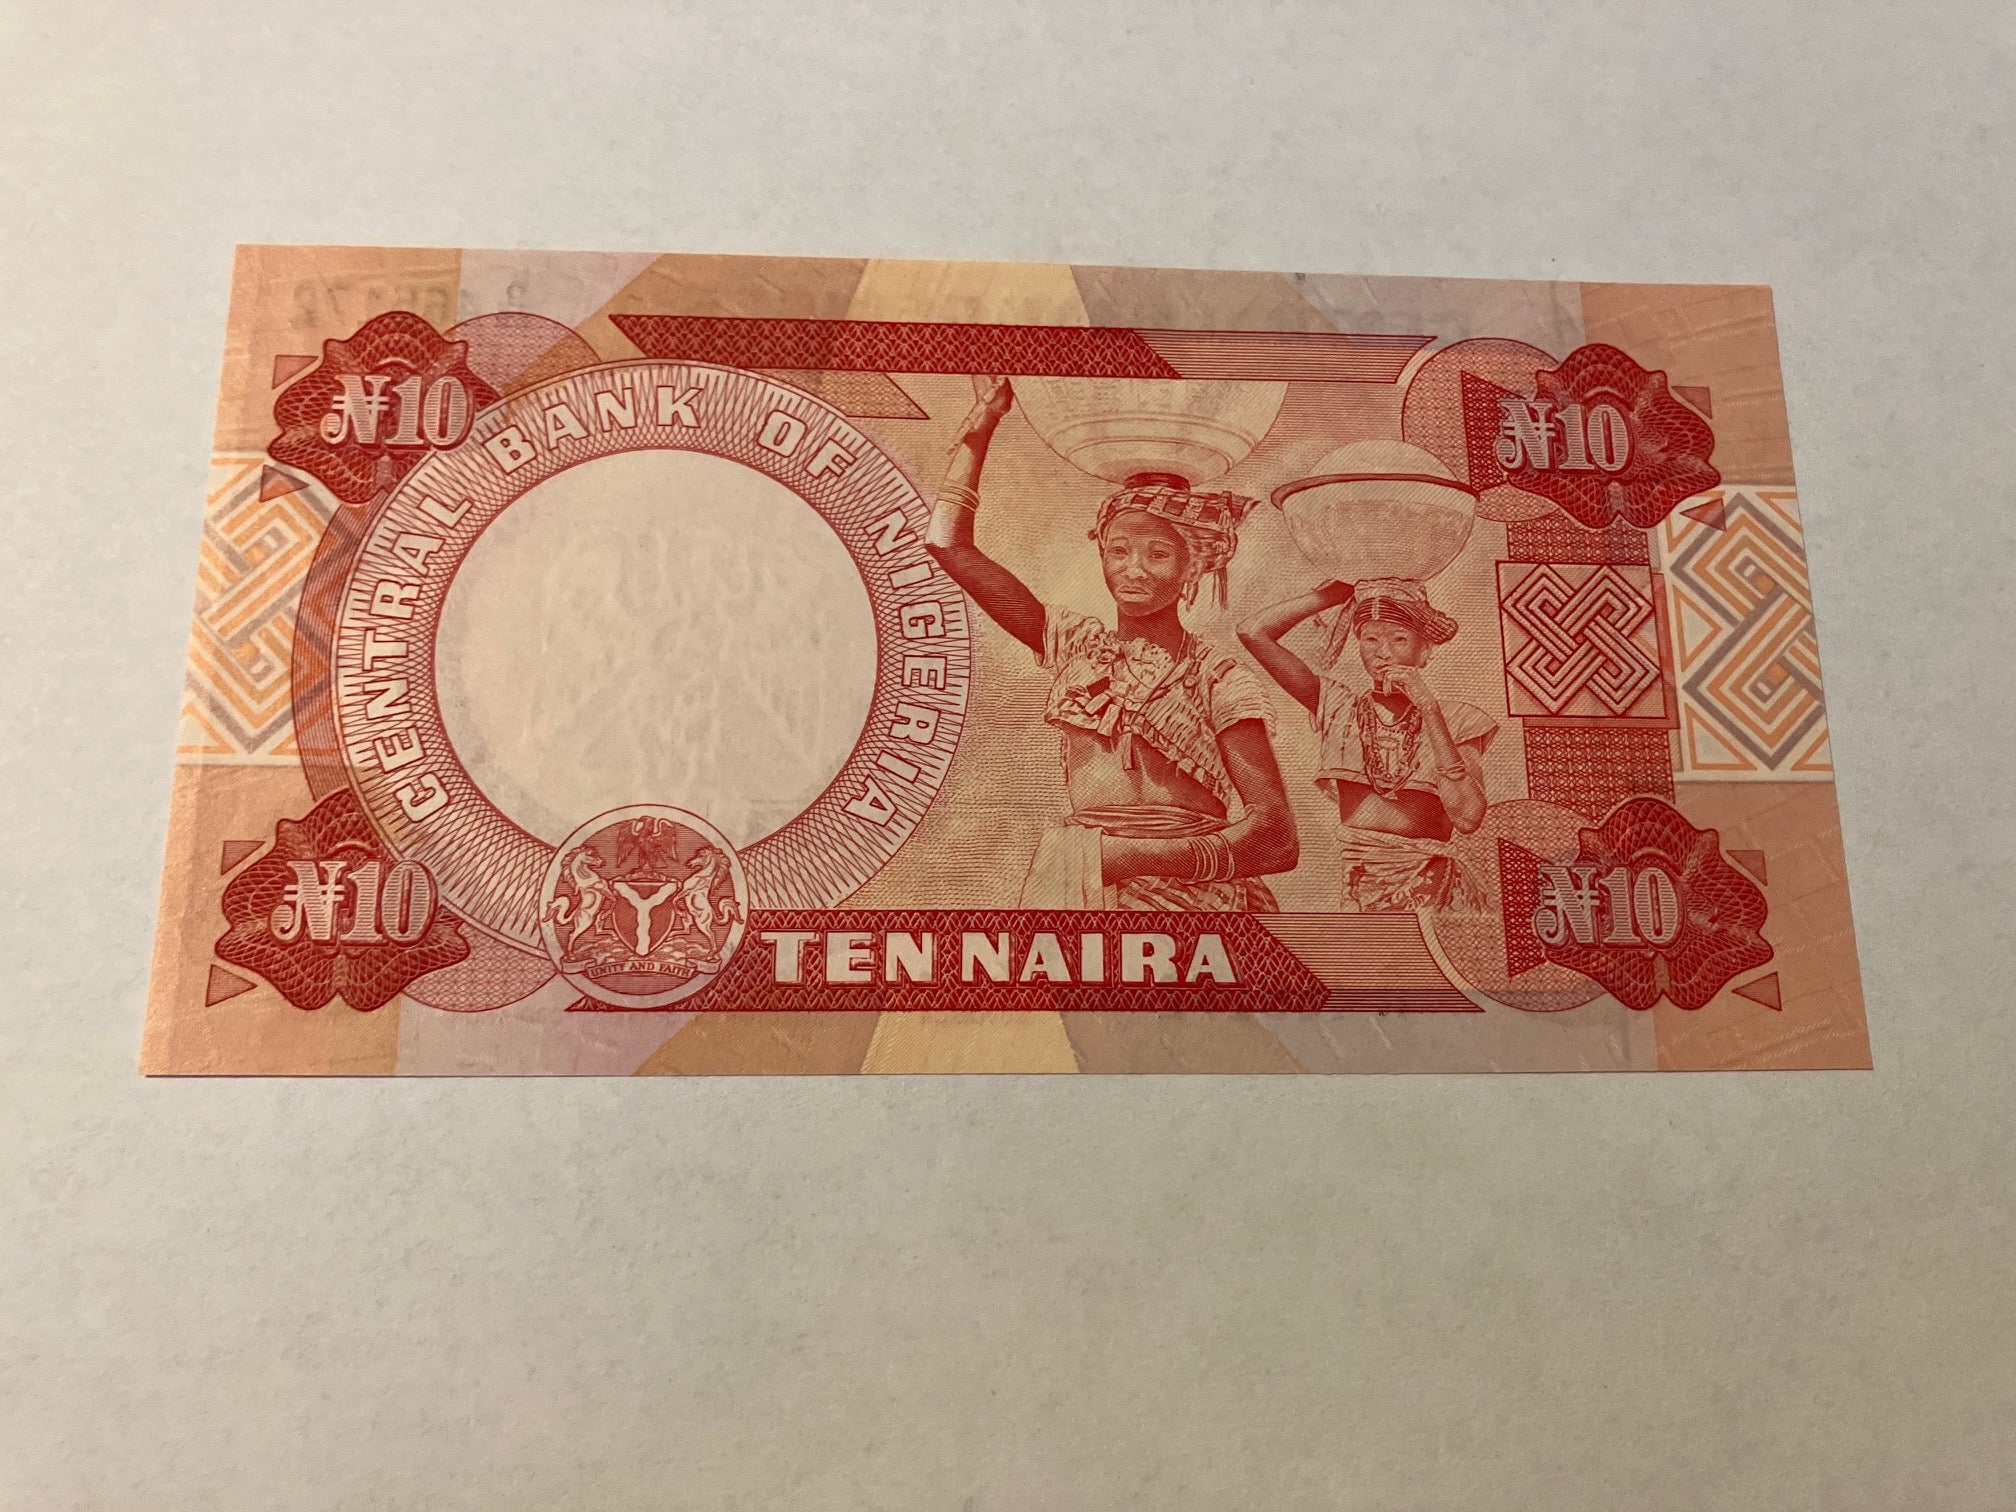 ₦10
CENTRAL BANK OF NIGERIA
₦10
₦10
UNITY AND FAITH
TEN NAIRA
₦10